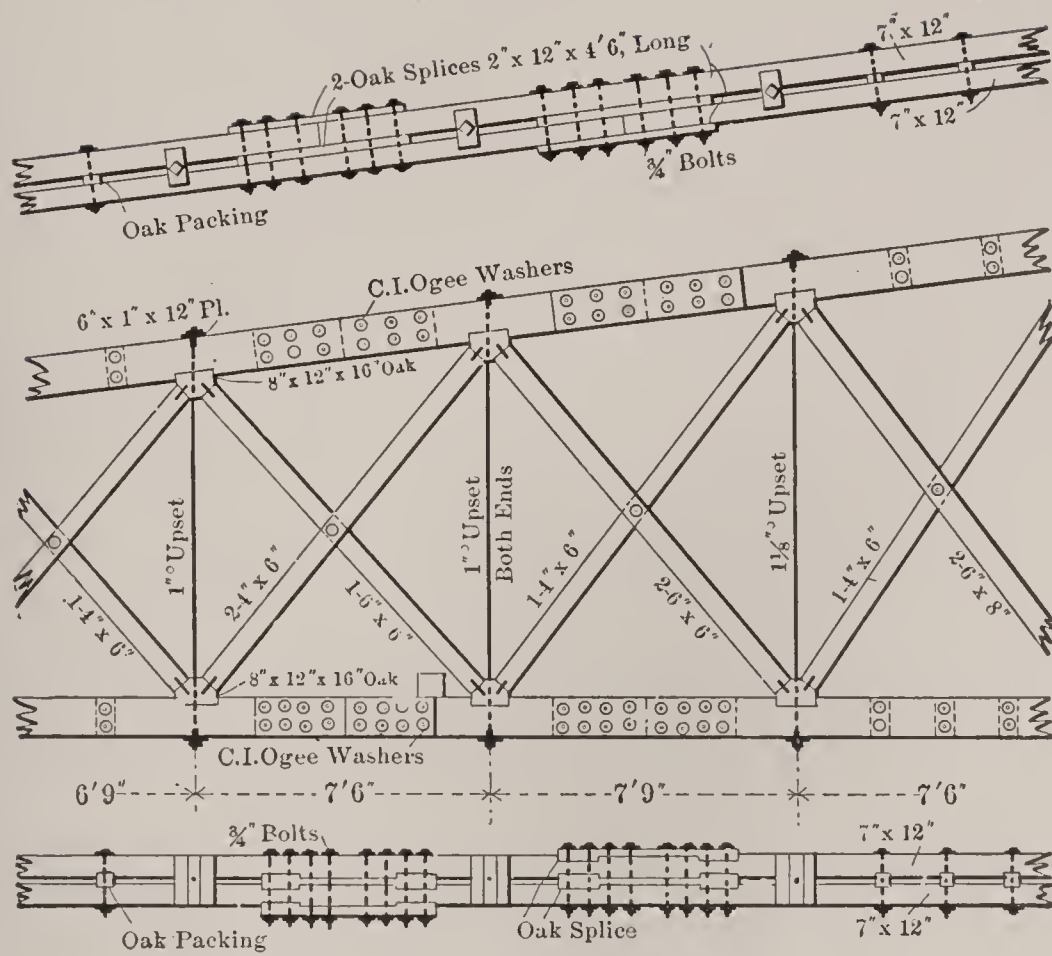 2-Oak Splices 2" x 12" x 4'6" Long
7" x 12"
7" x 12"
¾" Bolts
Oak Packing
C.I.Ogee Washers
6" x 1" x 12" Pl.
8" x 12" x 16" Oak
1"° Upset
1"° Upset
Both Ends
1⅛"° Upset
1-4" x 6"
2-4" x 6"
1-6" x 6"
1-4" x 6"
2-6" x 6"
1-4" x 6"
2-6" x 8"
8" x 12" x 16" Oak
C.I.Ogee Washers
6'9"
7'6"
7'9"
7'6"
¾" Bolts
7" x 12"
Oak Packing
Oak Splice
7" x 12"